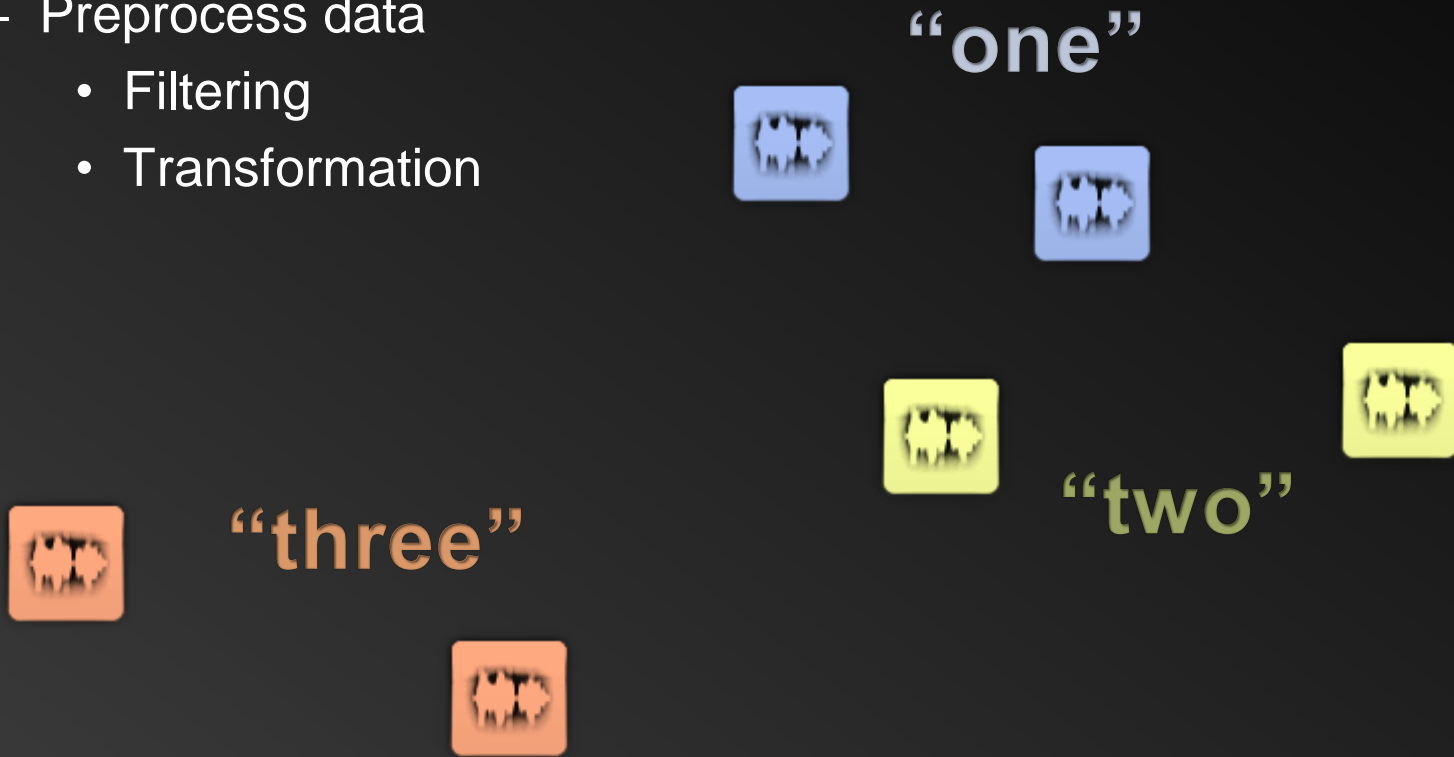 - Preprocess data
• Filtering
• Transformation
“one”
“two”
“three”